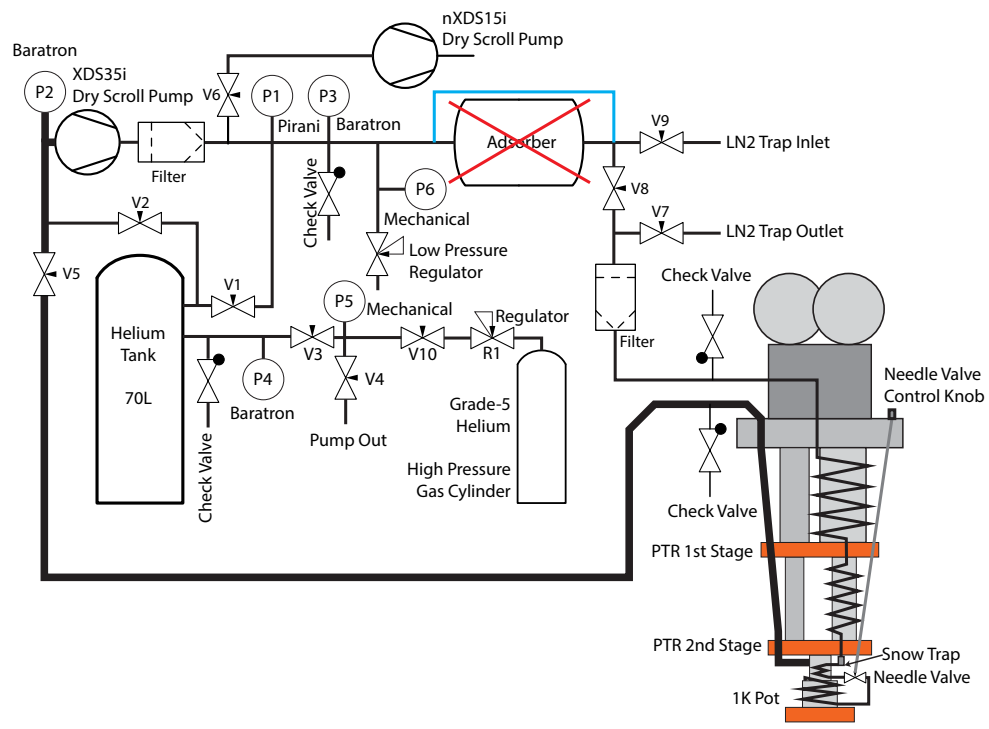 nXDS15i
Dry Scroll Pump
Baratron
XDS35i
Dry Scroll Pump
P2
V6
P1
P3
Pirani
Baratron
Filter
Check Valve
P6
Mechanical
Low Pressure
Regulator
Adsorber
V9
LN2 Trap Inlet
V8
V7
LN2 Trap Outlet
V2
V5
V1
Helium
Tank
70L
P5
Mechanical
Regulator
V3
V10
R1
P4
V4
Baratron
Check Valve
Pump Out
Grade-5
Helium
High Pressure
Gas Cylinder
Filter
Check Valve
Needle Valve
Control Knob
Check Valve
PTR 1st Stage
PTR 2nd Stage
Snow Trap
Needle Valve
1K Pot